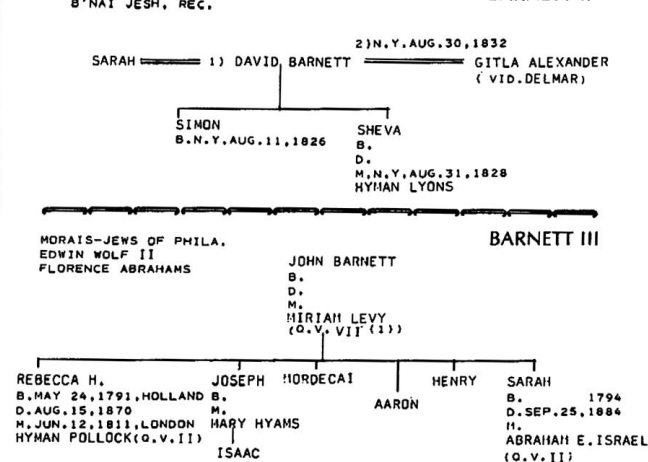 B'NAI JESH, REC.
2)N.Y.AUG.30,1832
SARAH 1) DAVID BARNETT GITLA ALEXANDER
( VID.DELMAR)
SIMON
B.N.Y.AUG.11,1826
SHEVA
B.
D.
M.N.Y.AUG.31,1828
HYMAN LYONS
BARNETT III
MORAIS-JEWS OF PHILA.
EDWIN WOLF II
FLORENCE ABRAHAMS
JOHN BARNETT
B.
D.
M.
MIRIAM LEVY
(Q.V. VII (1))
REBECCA H.
B.MAY 24,1791,HOLLAND
D.AUG.15,1870
M.JUN.12,1811,LONDON
HYMAN POLLOCK(Q.V.II)
JOSEPH
B.
M.
MARY HYAMS
ISAAC
MORDECAI
AARON
HENRY
SARAH
B. 1794
D.SEP.25,1884
M.
ABRAHAM E.ISRAEL
(Q.V.II)